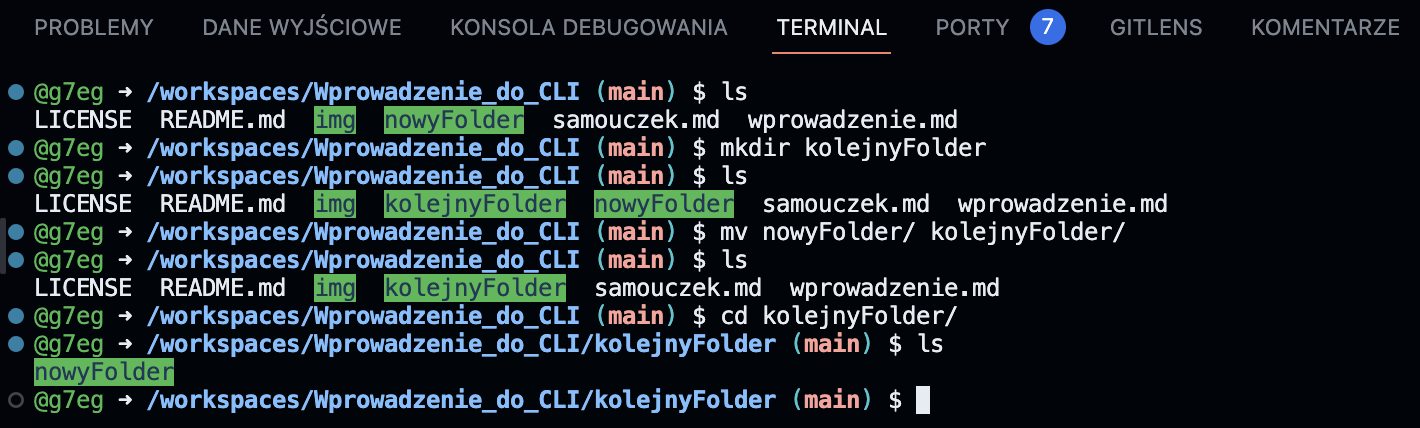 PROBLEMY DANE WYJŚCIOWE KONSOLA DEBUGOWANIA TERMINAL PORTY 7 GITLENS KOMENTARZE
@g7eg ➜ /workspaces/Wprowadzenie_do_CLI (main) $ ls
LICENSE README.md img nowyFolder samouczek.md wprowadzenie.md
@g7eg ➜ /workspaces/Wprowadzenie_do_CLI (main) $ mkdir kolejnyFolder
@g7eg ➜ /workspaces/Wprowadzenie_do_CLI (main) $ ls
LICENSE README.md img kolejnyFolder nowyFolder samouczek.md wprowadzenie.md
@g7eg ➜ /workspaces/Wprowadzenie_do_CLI (main) $ mv nowyFolder/ kolejnyFolder/
@g7eg ➜ /workspaces/Wprowadzenie_do_CLI (main) $ ls
LICENSE README.md img kolejnyFolder samouczek.md wprowadzenie.md
@g7eg ➜ /workspaces/Wprowadzenie_do_CLI (main) $ cd kolejnyFolder/
@g7eg ➜ /workspaces/Wprowadzenie_do_CLI/kolejnyFolder (main) $ ls
nowyFolder
@g7eg ➜ /workspaces/Wprowadzenie_do_CLI/kolejnyFolder (main) $